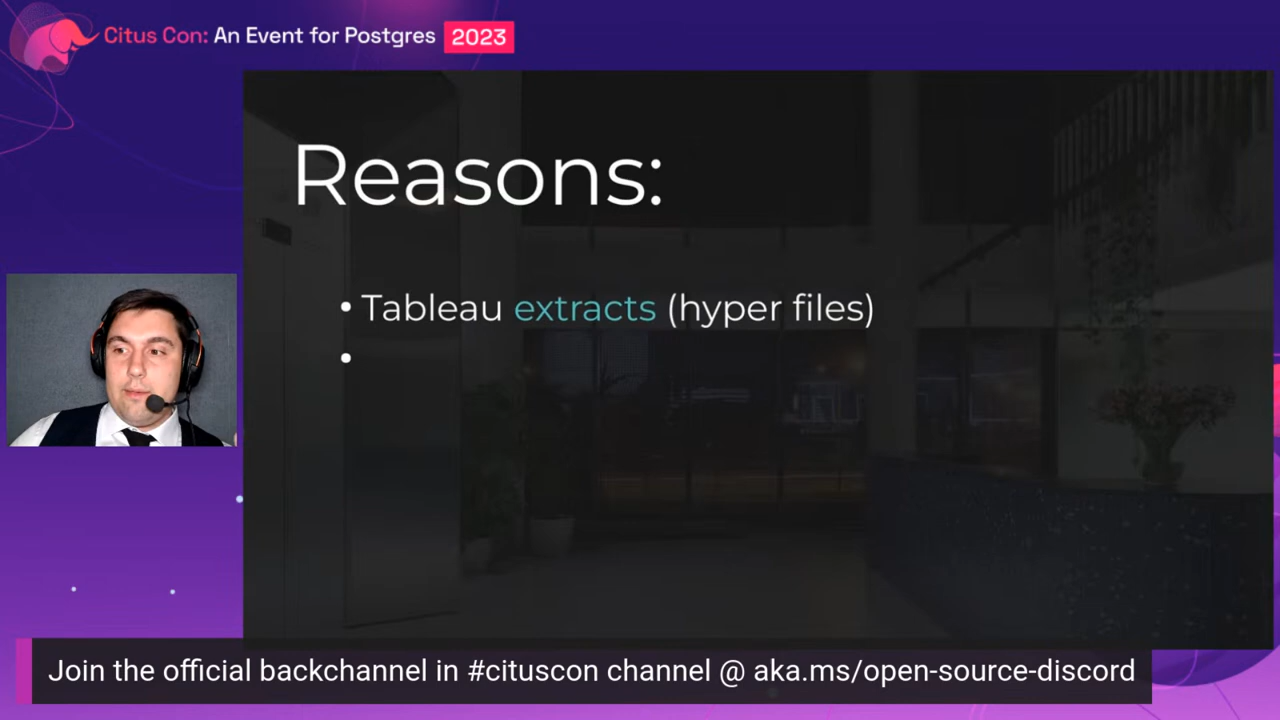 Citus Con: An Event for Postgres 2023
Reasons:
• Tableau extracts (hyper files)
•
Join the official backchannel in #cituscon channel @ aka.ms/open-source-discord